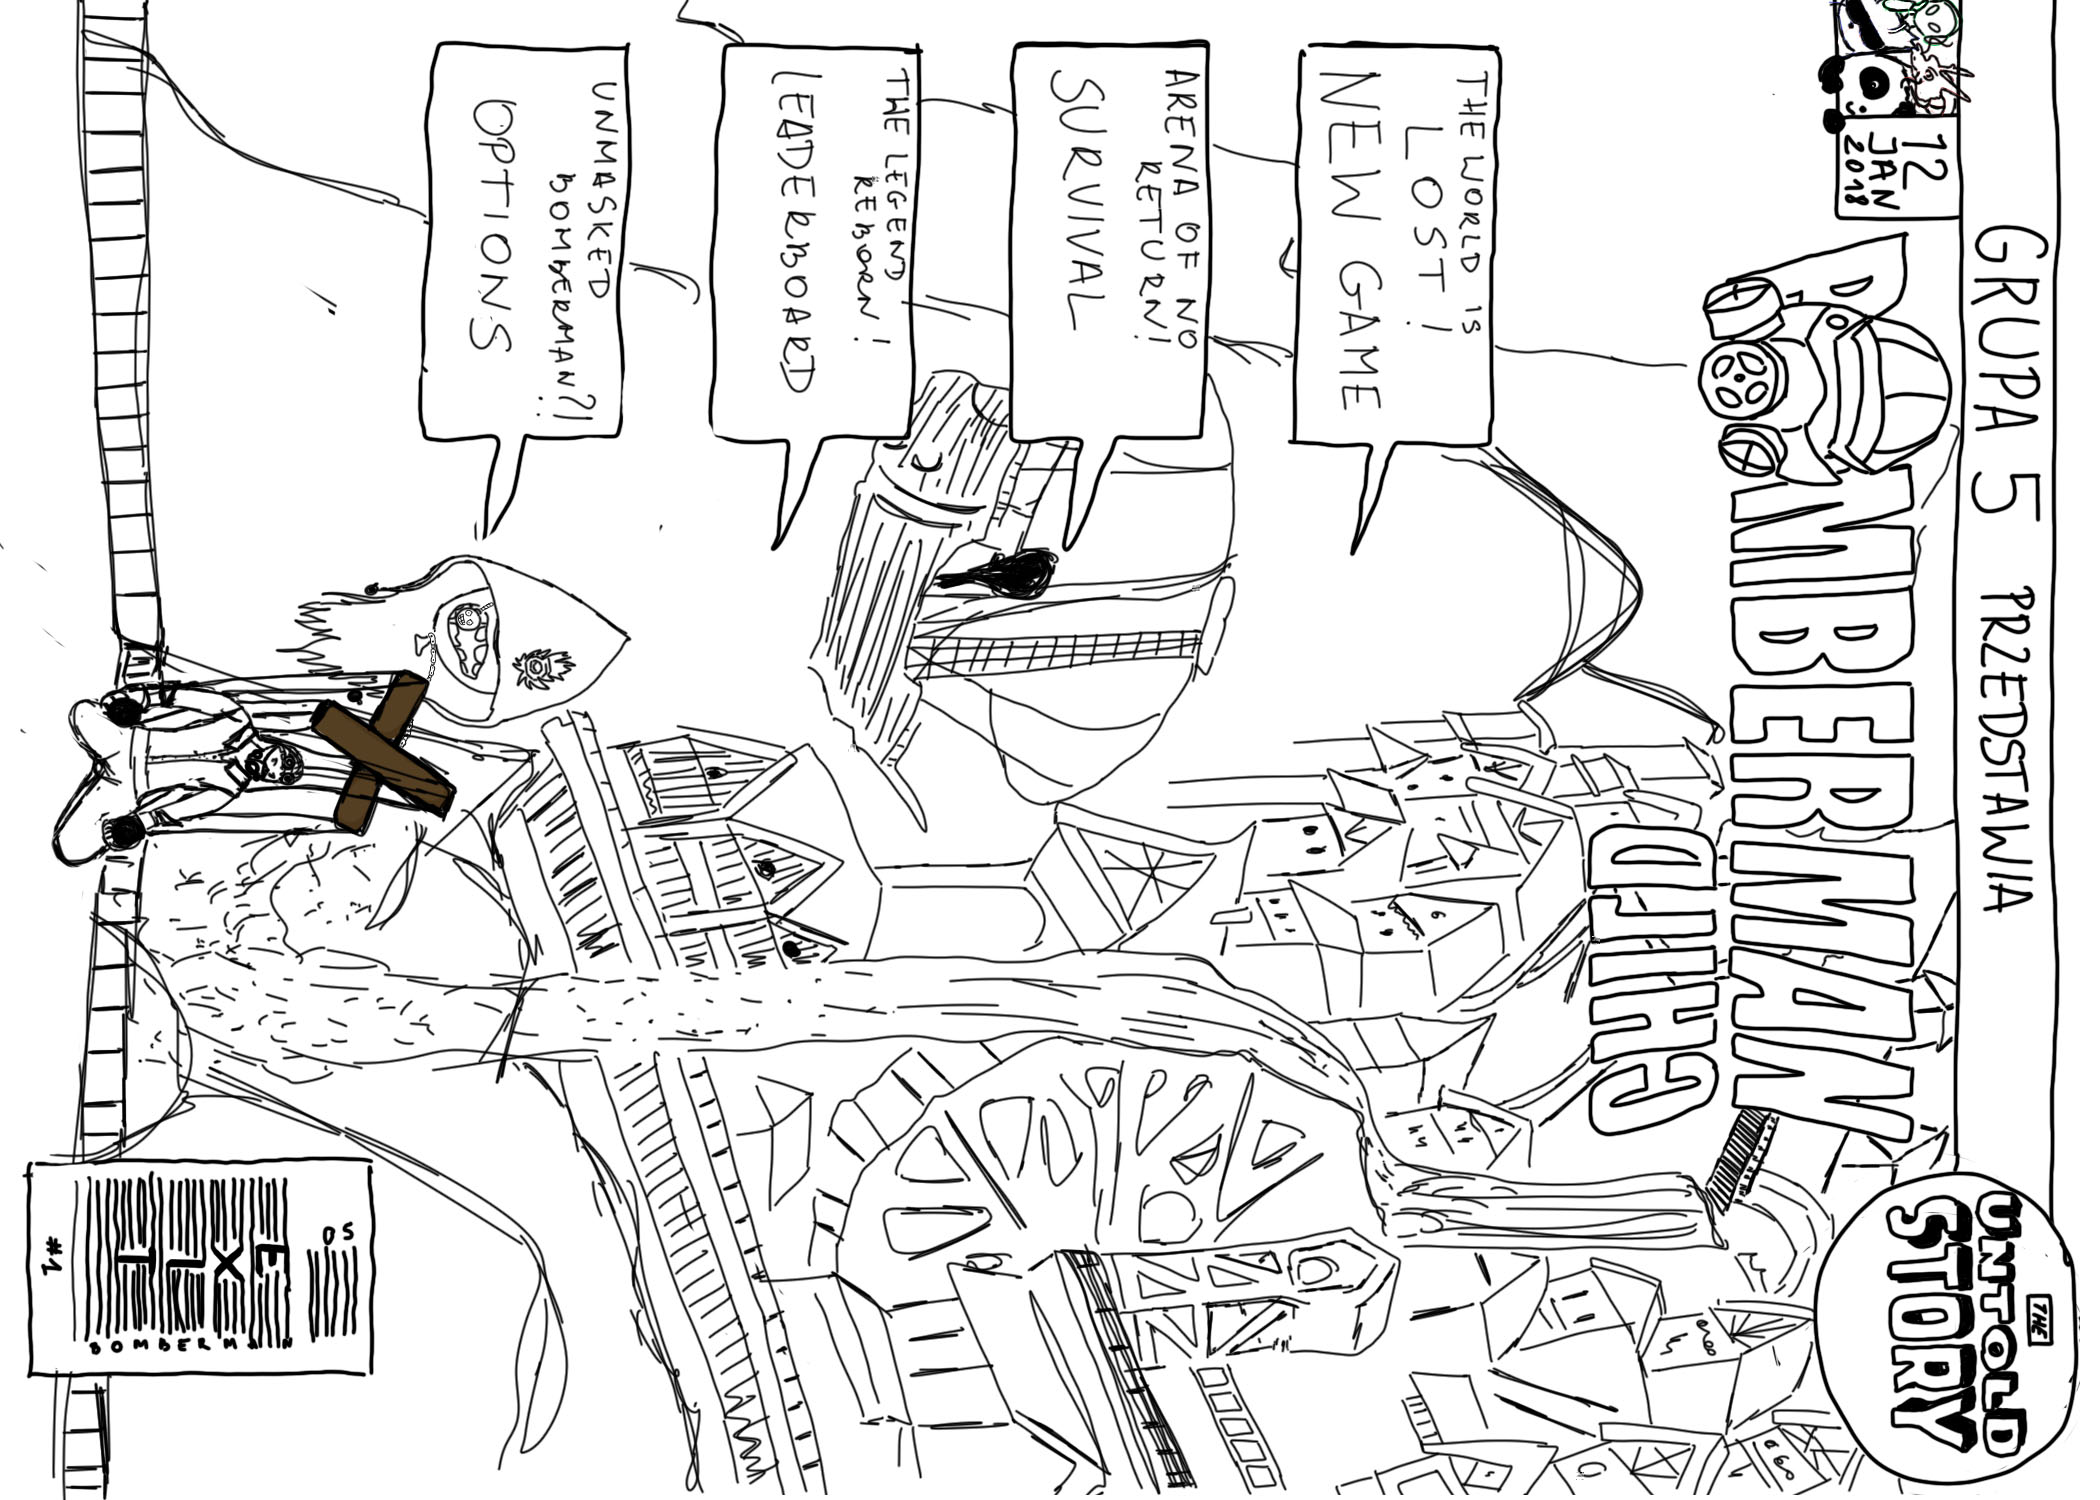 GRUPA 5 PRZEDSTAWIA
THE
UNTOLD
STORY
12
JAN
2018
BOMBERMAN
CHILD
THE WORLD IS
LOST!
NEW GAME
ARENA OF NO
RETURN!
SURVIVAL
THE LEGEND
REBORN!
LEADERBOARD
UNMASKED
BOMBERMAN?!
OPTIONS
05
EXIT
BOMBERMAN
#1